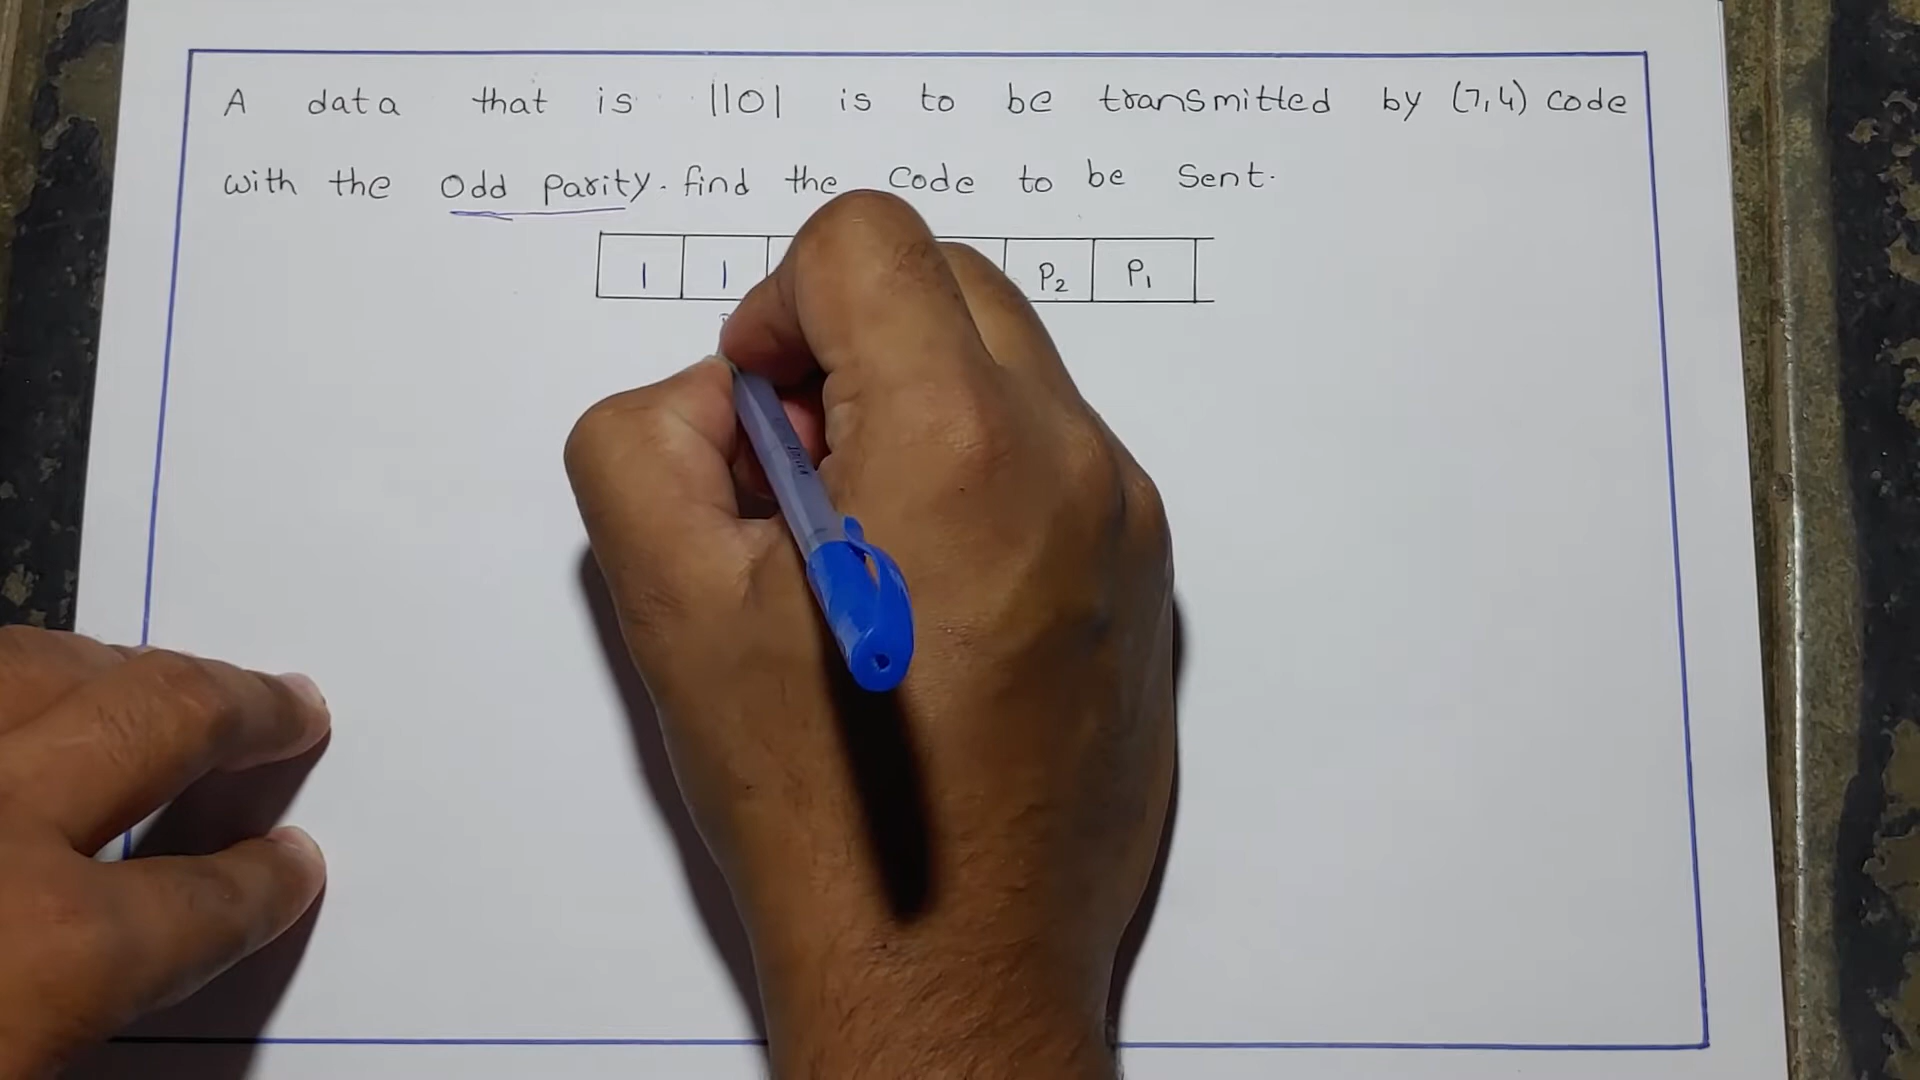 A data that is 1101 is to be transmitted by (7,4) code
with the odd parity. find the code to be sent.
1 1 P2 P1